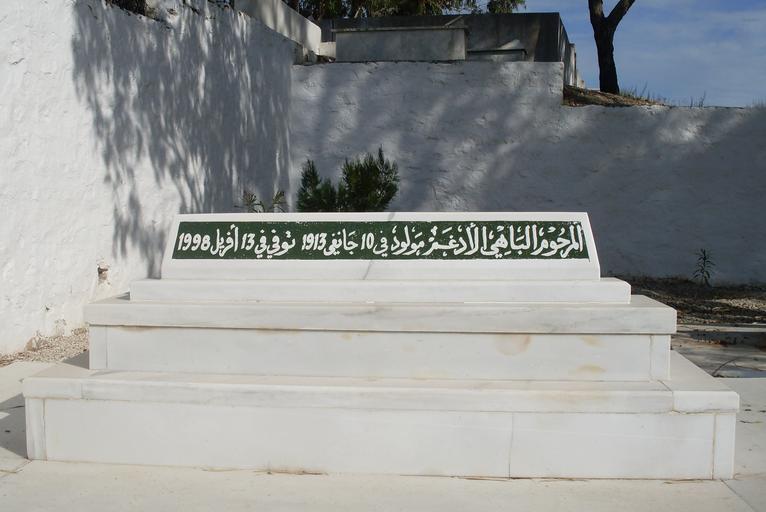 المرحوم الباهي الأدغم مولود في 10 جانفي 1913 توفي في 13 أفريل 1998